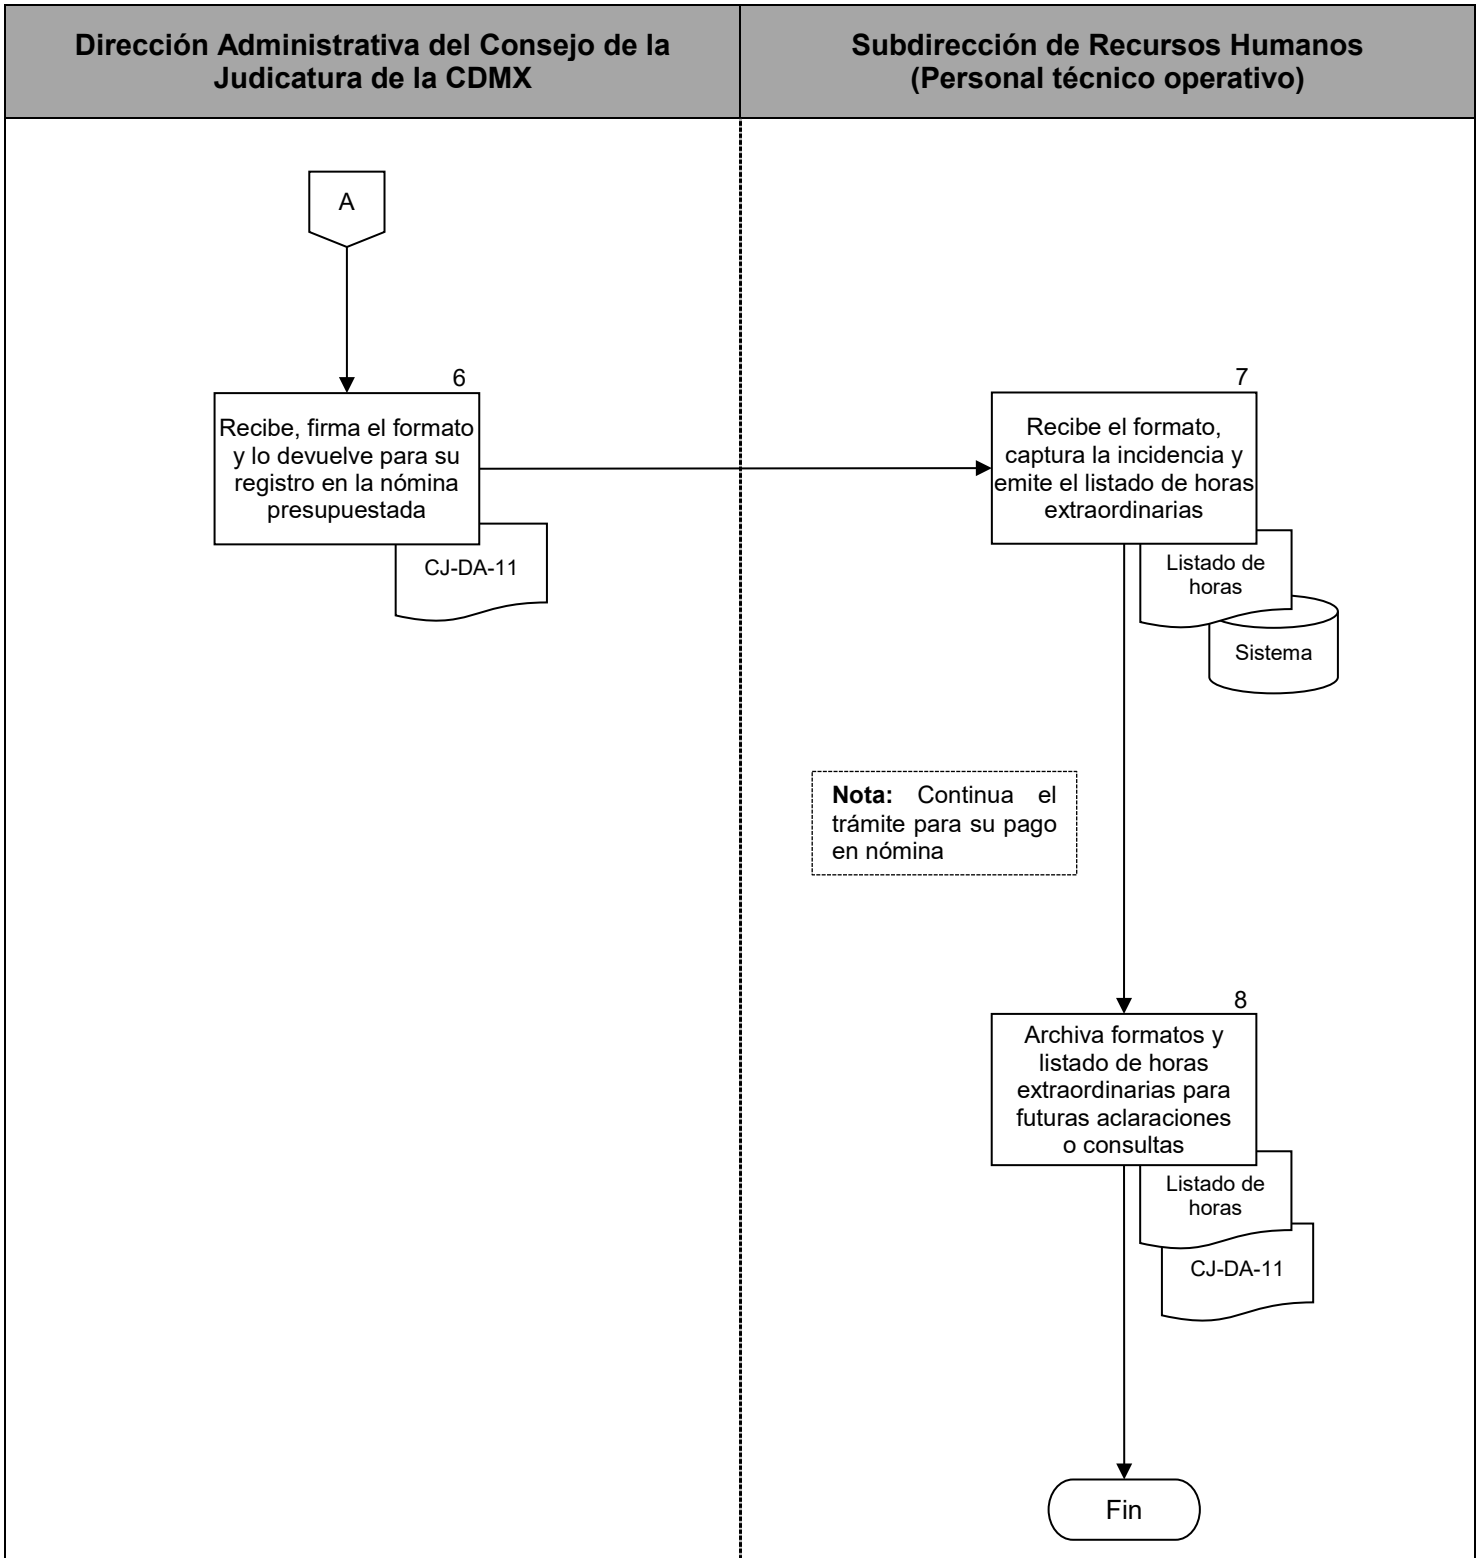 Dirección Administrativa del Consejo de la
Judicatura de la CDMX
Subdirección de Recursos Humanos
(Personal técnico operativo)
A
6
Recibe, firma el formato
y lo devuelve para su
registro en la nómina
presupuestada
CJ-DA-11
7
Recibe el formato,
captura la incidencia y
emite el listado de horas
extraordinarias
Listado de
horas
Sistema
Nota: Continua el
trámite para su pago
en nómina
8
Archiva formatos y
listado de horas
extraordinarias para
futuras aclaraciones
o consultas
Listado de
horas
CJ-DA-11
Fin